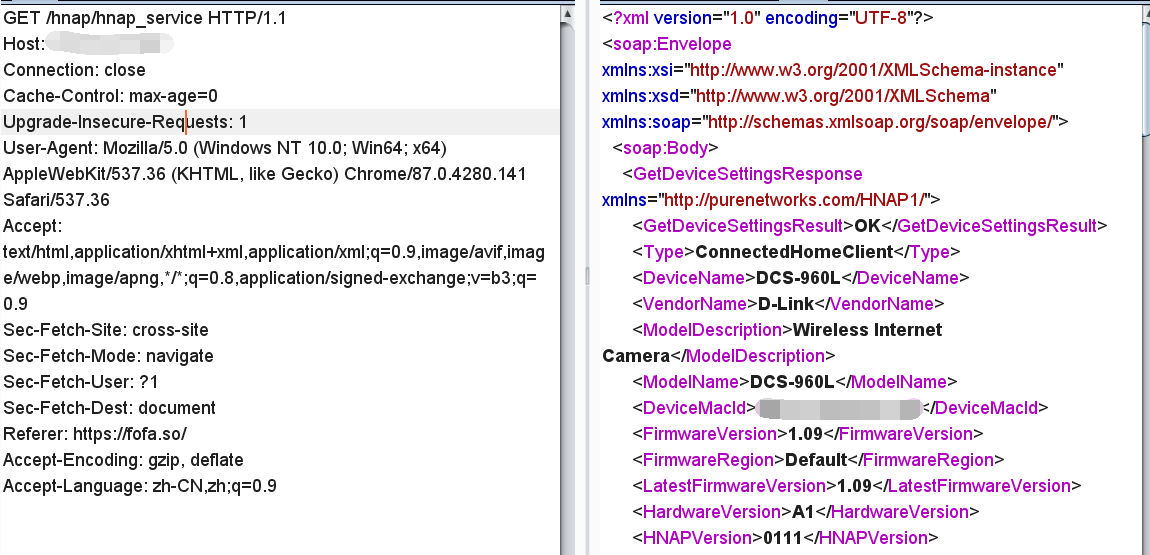 GET /hnap/hnap_service HTTP/1.1
Host:
Connection: close
Cache-Control: max-age=0
Upgrade-Insecure-Requests: 1
User-Agent: Mozilla/5.0 (Windows NT 10.0; Win64; x64)
AppleWebKit/537.36 (KHTML, like Gecko) Chrome/87.0.4280.141
Safari/537.36
Accept:
text/html,application/xhtml+xml,application/xml;q=0.9,image/avif,imag
e/webp,image/apng,*/*;q=0.8,application/signed-exchange;v=b3;q=
0.9
Sec-Fetch-Site: cross-site
Sec-Fetch-Mode: navigate
Sec-Fetch-User: ?1
Sec-Fetch-Dest: document
Referer: https://fofa.so/
Accept-Encoding: gzip, deflate
Accept-Language: zh-CN,zh;q=0.9
<?xml version="1.0" encoding="UTF-8"?>
<soap:Envelope
xmlns:xsi="http://www.w3.org/2001/XMLSchema-instance"
xmlns:xsd="http://www.w3.org/2001/XMLSchema"
xmlns:soap="http://schemas.xmlsoap.org/soap/envelope/">
<soap:Body>
<GetDeviceSettingsResponse
xmlns="http://purenetworks.com/HNAP1/">
<GetDeviceSettingsResult>OK</GetDeviceSettingsResult>
<Type>ConnectedHomeClient</Type>
<DeviceName>DCS-960L</DeviceName>
<VendorName>D-Link</VendorName>
<ModelDescription>Wireless Internet
Camera</ModelDescription>
<ModelName>DCS-960L</ModelName>
<DeviceMacId></DeviceMacId>
<FirmwareVersion>1.09</FirmwareVersion>
<FirmwareRegion>Default</FirmwareRegion>
<LatestFirmwareVersion>1.09</LatestFirmwareVersion>
<HardwareVersion>A1</HardwareVersion>
<HNAPVersion>0111</HNAPVersion>